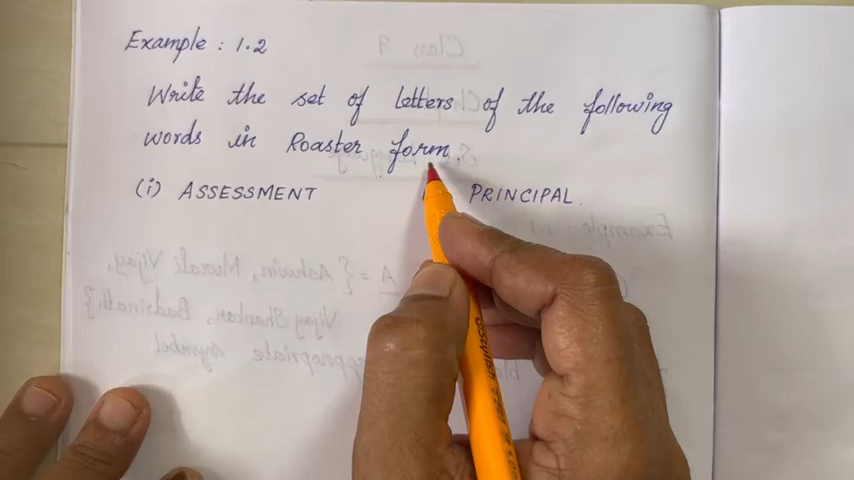 Example : 1.2
Write the set of letters of the following
words in Roaster form.
(i) ASSESSMENT PRINCIPAL.